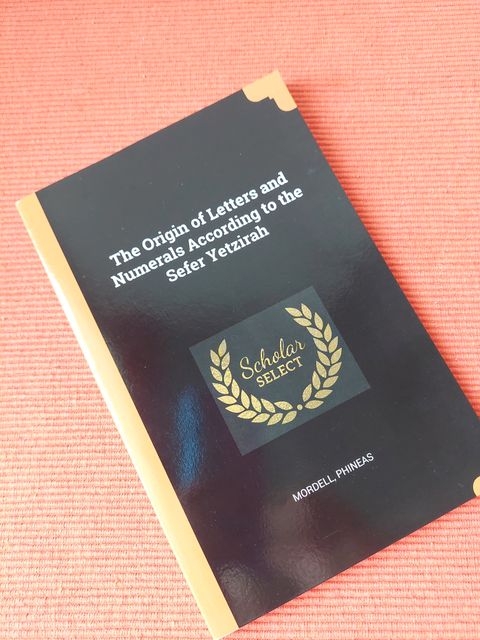 The Origin of Letters and
Numerals According to the
Sefer Yetzirah
Scholar
SELECT
MORDELL, PHINEAS